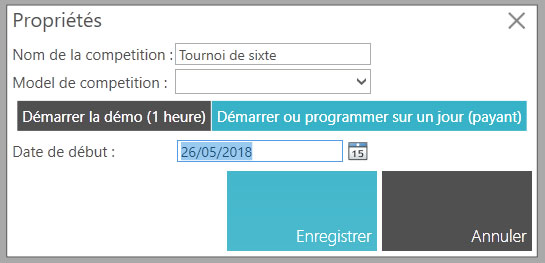 Propriétés
Nom de la competition : Tournoi de sixte
Model de competition :
Démarrer la démo (1 heure) Démarrer ou programmer sur un jour (payant)
Date de début : 26/05/2018 15
Enregistrer Annuler